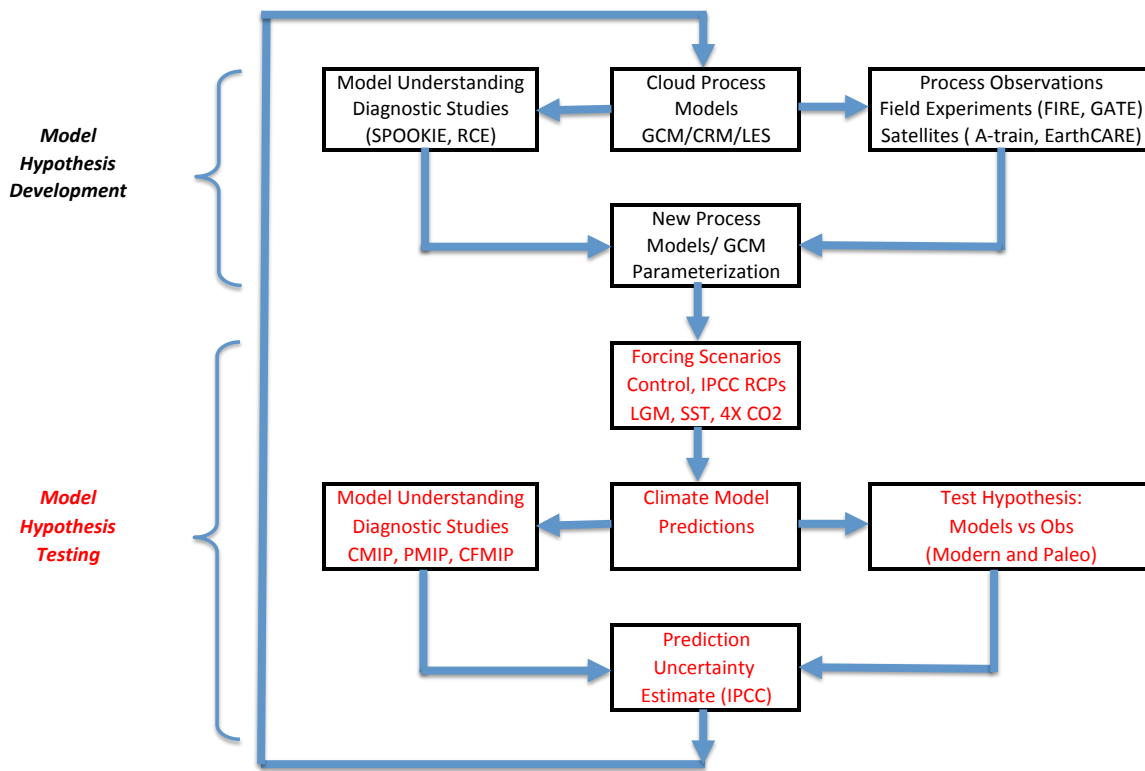 Model
Hypothesis
Development
Model Understanding
Diagnostic Studies
(SPOOKIE, RCE)
Cloud Process
Models
GCM/CRM/LES
Process Observations
Field Experiments (FIRE, GATE)
Satellites ( A-train, EarthCARE)
New Process
Models/ GCM
Parameterization
Forcing Scenarios
Control, IPCC RCPs
LGM, SST, 4X CO2
Model
Hypothesis
Testing
Model Understanding
Diagnostic Studies
CMIP, PMIP, CFMIP
Climate Model
Predictions
Test Hypothesis:
Models vs Obs
(Modern and Paleo)
Prediction
Uncertainty
Estimate (IPCC)